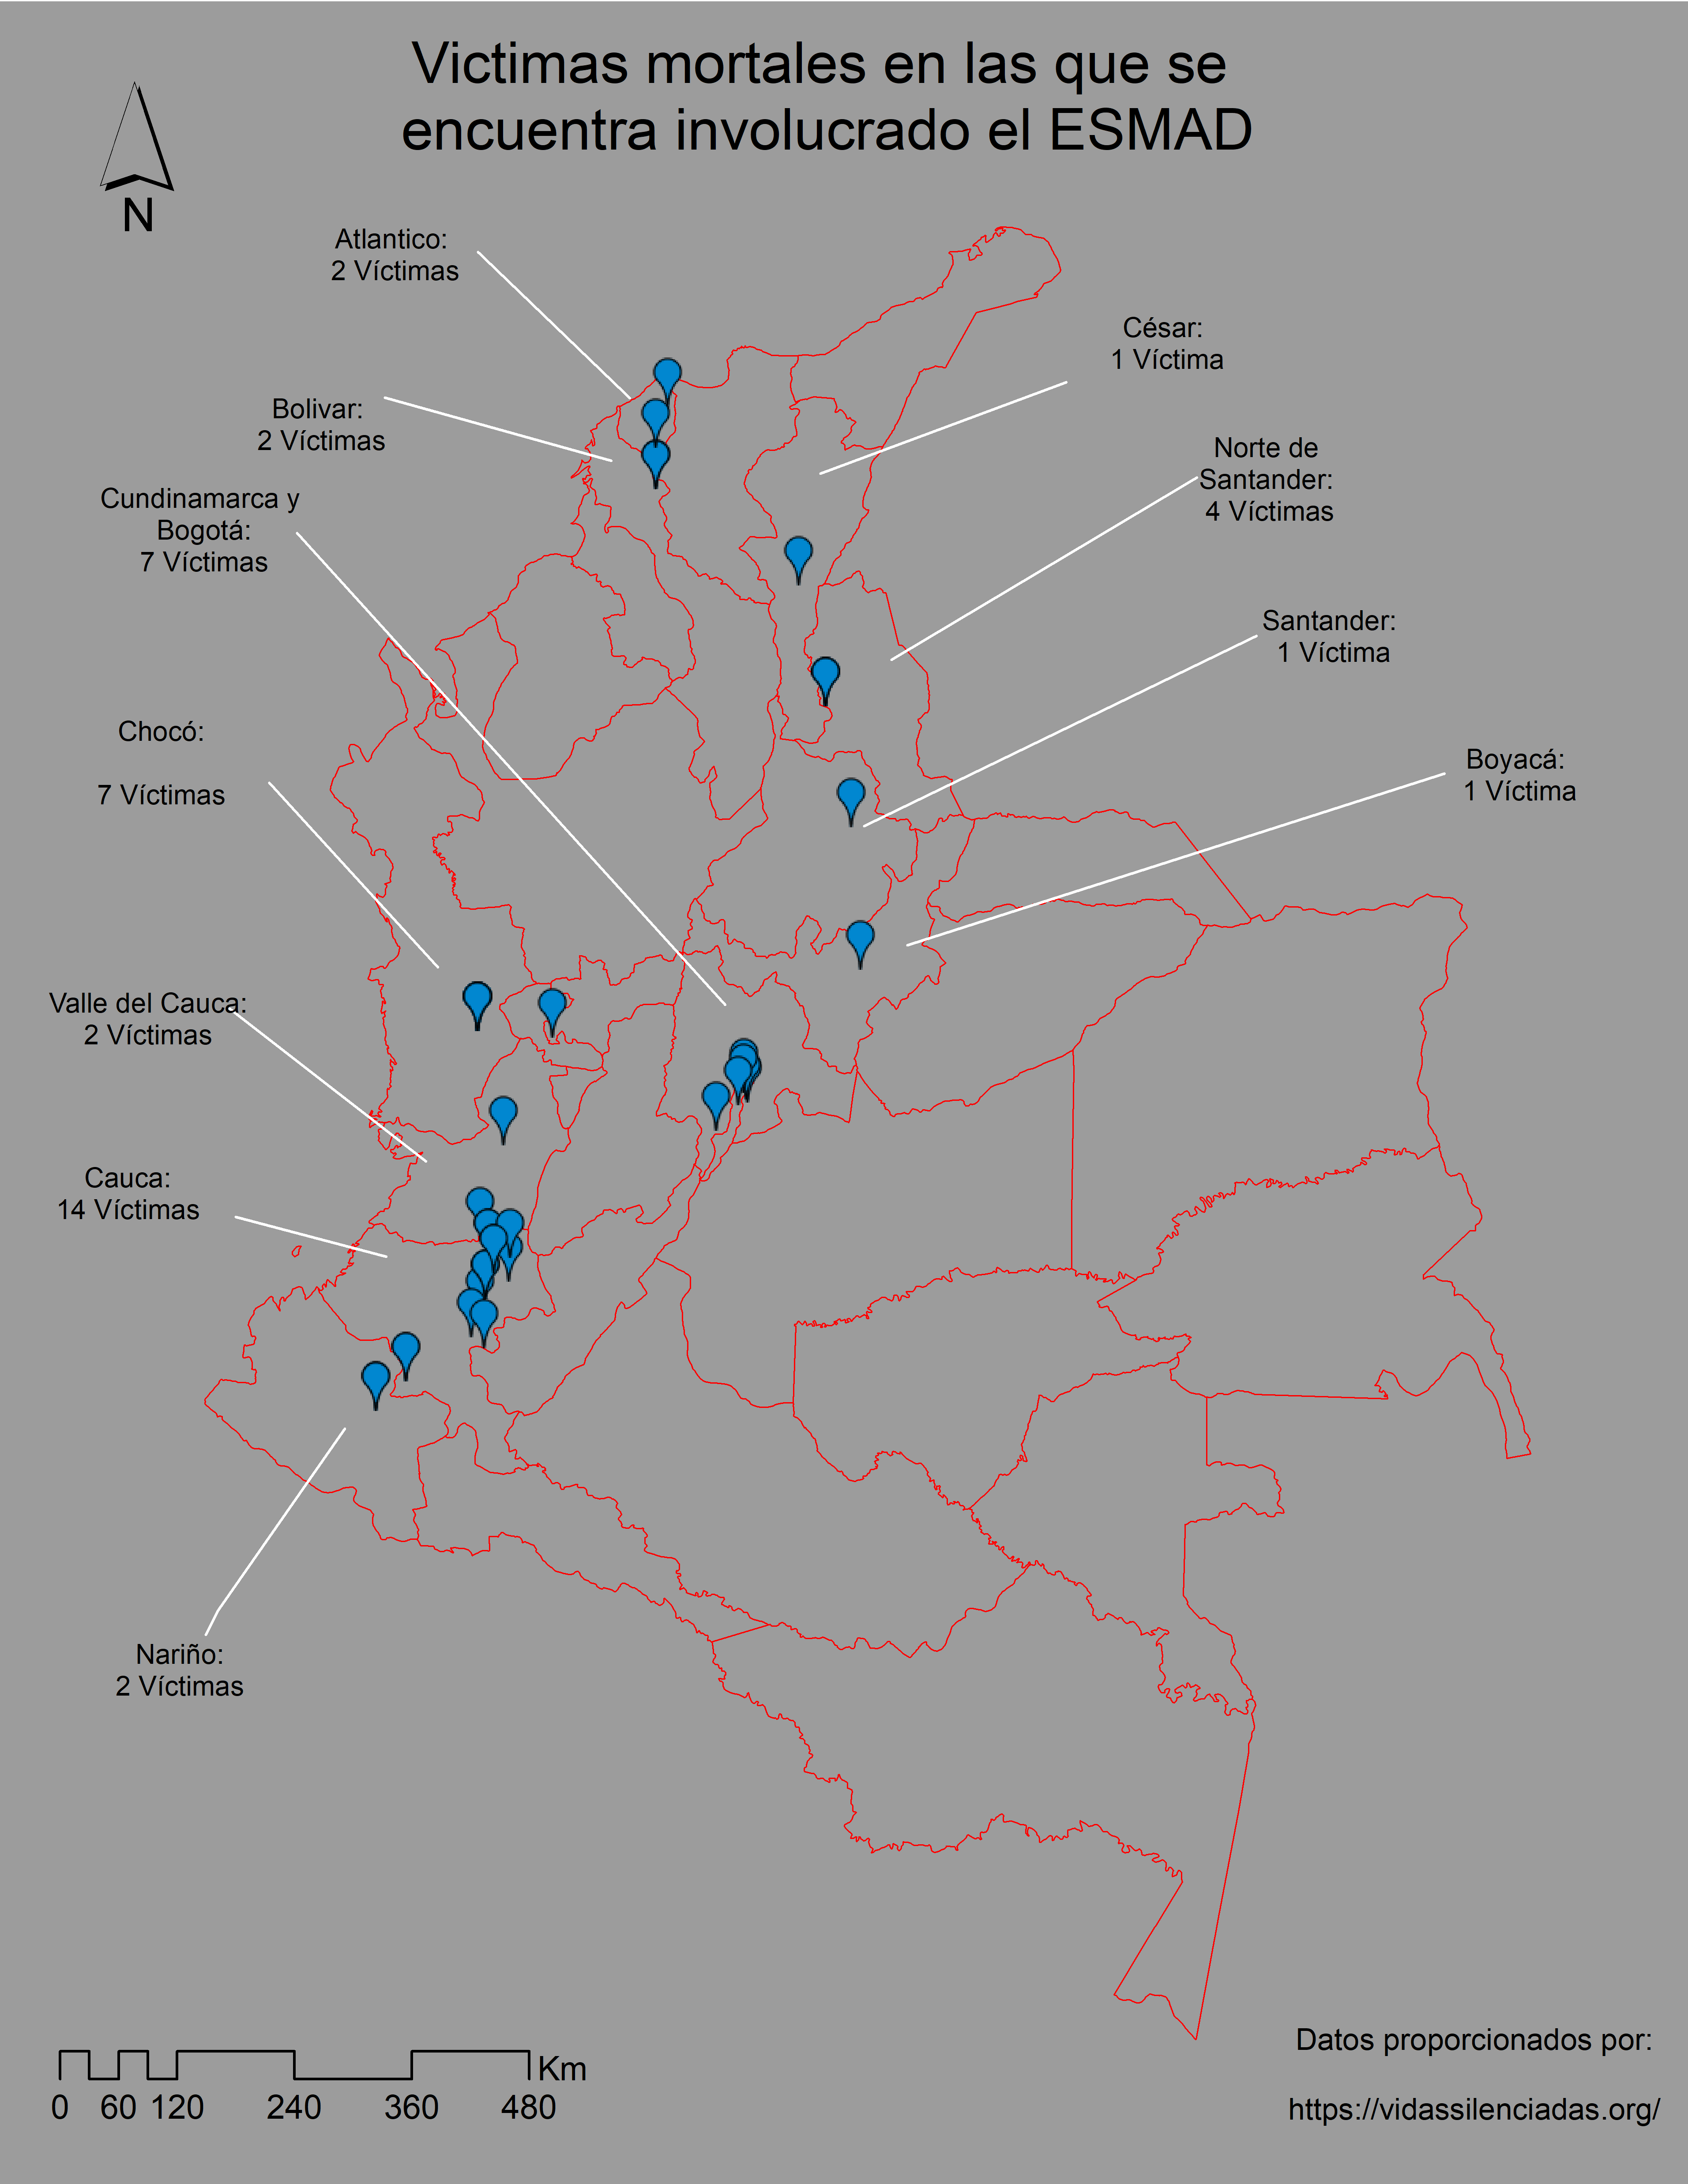 Victimas mortales en las que se
encuentra involucrado el ESMAD
N
Atlantico:
2 Víctimas
César:
1 Víctima
Bolivar:
2 Víctimas
Norte de
Santander:
4 Víctimas
Cundinamarca y
Bogotá:
7 Víctimas
Santander:
1 Víctima
Chocó:
7 Víctimas
Boyacá:
1 Víctima
Valle del Cauca:
2 Víctimas
Cauca:
14 Víctimas
Nariño:
2 Víctimas
Datos proporcionados por:
https://vidassilenciadas.org/
Km
0 60 120 240 360 480